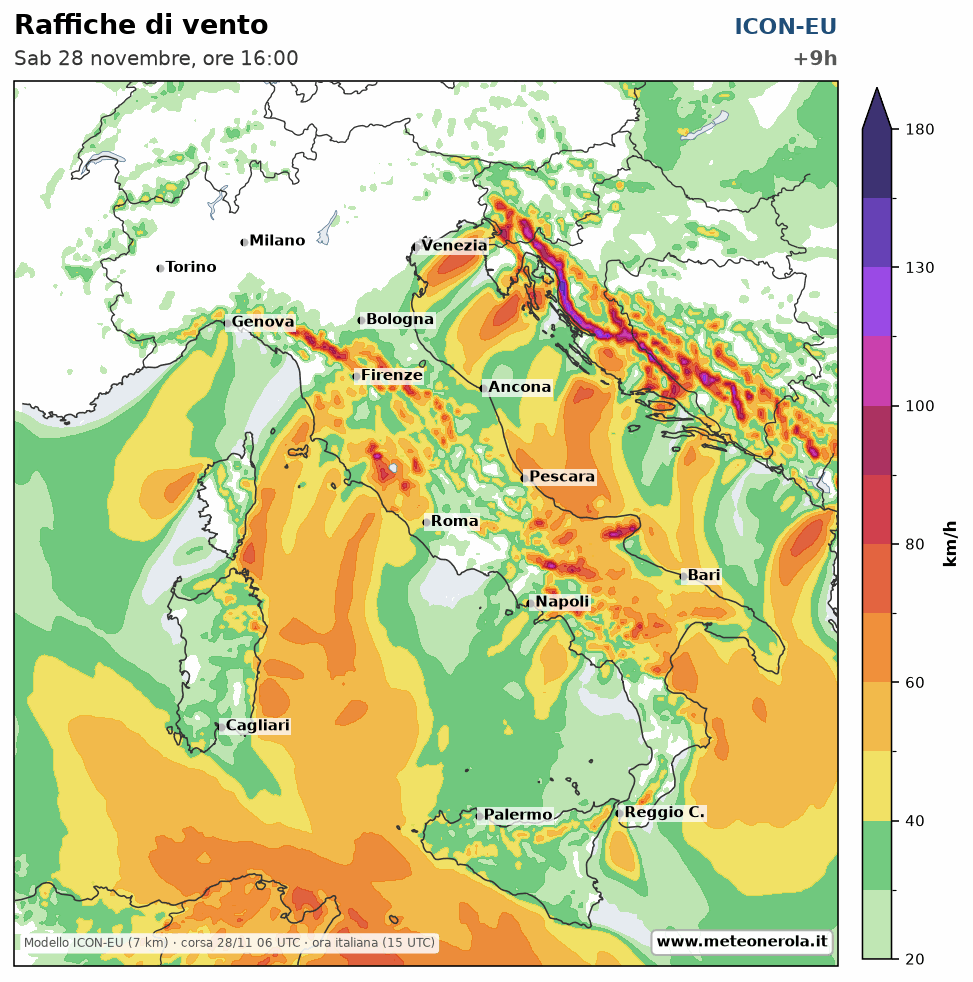 Raffiche di vento
ICON-EU
Sab 28 novembre, ore 16:00
+9h
180
130
100
80
60
40
20
km/h
Milano
Venezia
Torino
Genova
Bologna
Firenze
Ancona
Pescara
Roma
Bari
Napoli
Cagliari
Palermo
Reggio C.
Modello ICON-EU (7 km) · corsa 28/11 06 UTC · ora italiana (15 UTC)
www.meteonerola.it